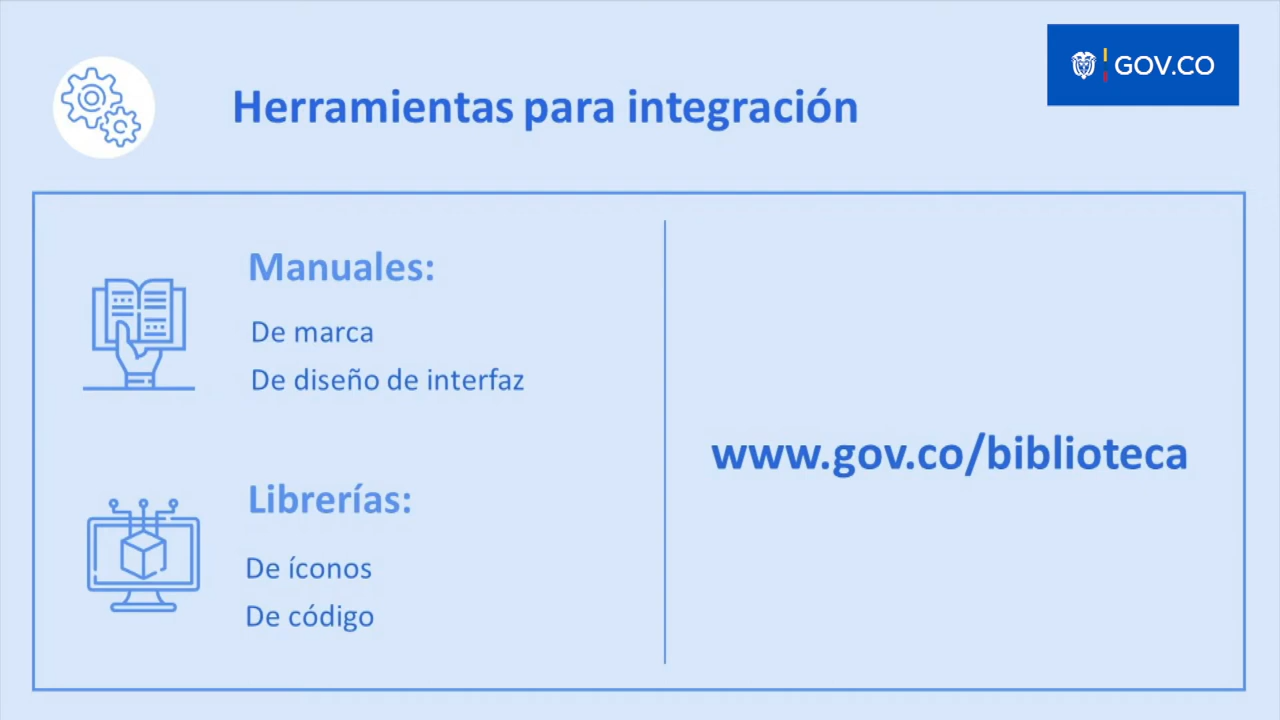 GOV.CO
Herramientas para integración
Manuales:
De marca
De diseño de interfaz
Librerías:
De íconos
De código
www.gov.co/biblioteca